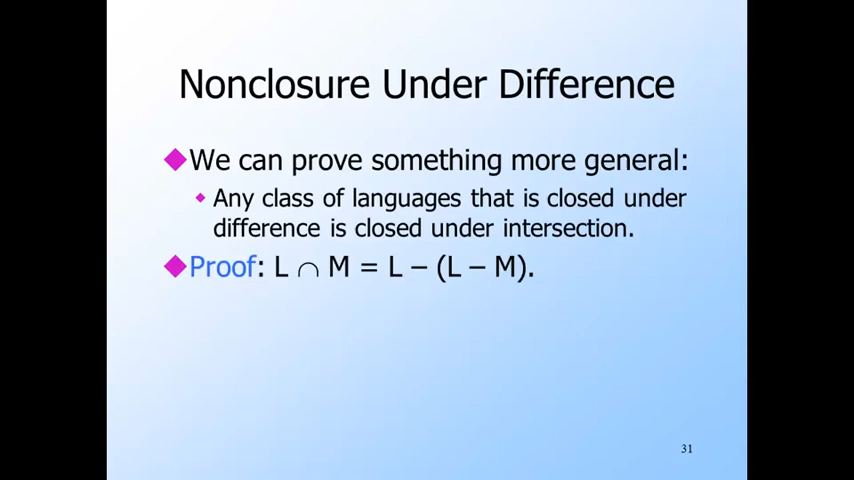 Nonclosure Under Difference
We can prove something more general:
Any class of languages that is closed under
difference is closed under intersection.
Proof: L ∩ M = L – (L – M).
31